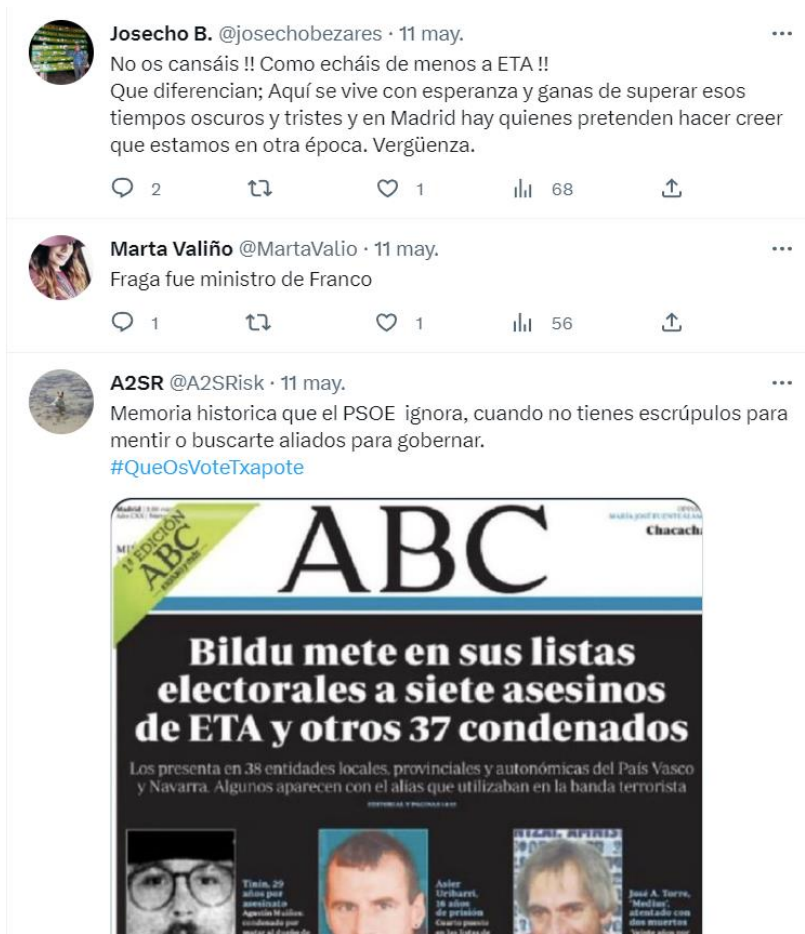 Josecho B. @josechobezares · 11 may.
No os cansáis !! Como echáis de menos a ETA !!
Que diferencian; Aquí se vive con esperanza y ganas de superar esos
tiempos oscuros y tristes y en Madrid hay quienes pretenden hacer creer
que estamos en otra época. Vergüenza.
2 1 68
Marta Valiño @MartaValio · 11 may.
Fraga fue ministro de Franco
1 1 56
A2SR @A2SRisk · 11 may.
Memoria historica que el PSOE ignora, cuando no tienes escrúpulos para
mentir o buscarte aliados para gobernar.
#QueOsVoteTxapote
1ª EDICIÓN
ABC
ABC
Chacach
Bildu mete en sus listas
electorales a siete asesinos
de ETA y otros 37 condenados
Los presenta en 38 entidades locales, provinciales y autonómicas del País Vasco
y Navarra. Algunos aparecen con el alias que utilizaban en la banda terrorista
Tinín, 29
años por
asesinato
Asier
Uribarri,
16 años
de prisión
José A. Torre,
'Medius',
atentado con
dos muertos